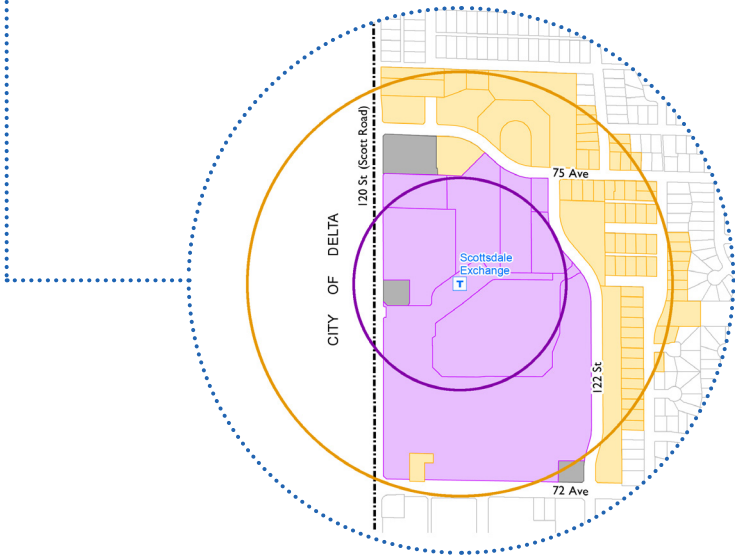 120 St (Scott Road)
75 Ave
CITY OF DELTA
Scottsdale
Exchange
T
122 St
72 Ave